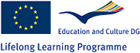 Education and Culture DG
Lifelong Learning Programme